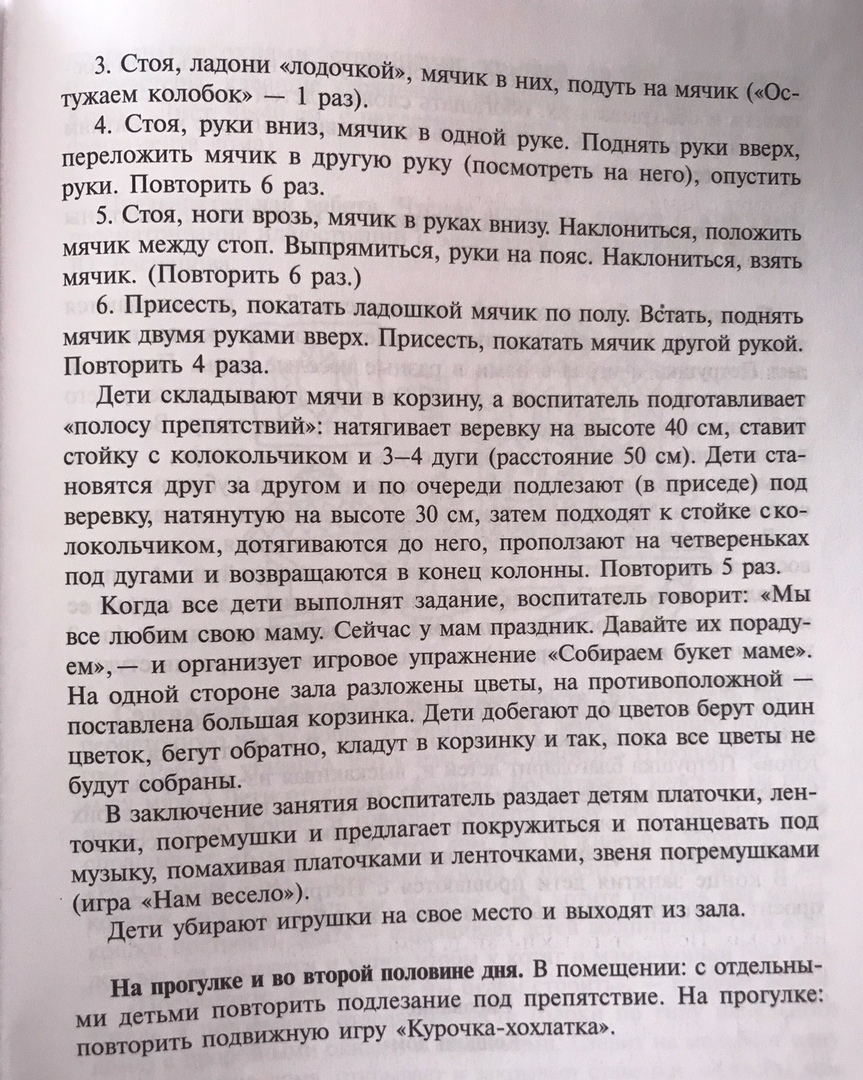 3. Стоя, ладони «лодочкой», мячик в них, подуть на мячик («Ос-
тужаем колобок» — 1 раз).
4. Стоя, руки вниз, мячик в одной руке. Поднять руки вверх,
переложить мячик в другую руку (посмотреть на него), опустить
руки. Повторить 6 раз.
5. Стоя, ноги врозь, мячик в руках внизу. Наклониться, положить
мячик между стоп. Выпрямиться, руки на пояс. Наклониться, взять
мячик. (Повторить 6 раз.)
6. Присесть, покатать ладошкой мячик по полу. Встать, поднять
мячик двумя руками вверх. Присесть, покатать мячик другой рукой.
Повторить 4 раза.
Дети складывают мячи в корзину, а воспитатель подготавливает
«полосу препятствий»: натягивает веревку на высоте 40 см, ставит
стойку с колокольчиком и 3–4 дуги (расстояние 50 см). Дети ста-
новятся друг за другом и по очереди подлезают (в приседе) под
веревку, натянутую на высоте 30 см, затем подходят к стойке с ко-
локольчиком, дотягиваются до него, проползают на четвереньках
под дугами и возвращаются в конец колонны. Повторить 5 раз.
Когда все дети выполнят задание, воспитатель говорит: «Мы
все любим свою маму. Сейчас у мам праздник. Давайте их пораду-
ем», — и организует игровое упражнение «Собираем букет маме».
На одной стороне зала разложены цветы, на противоположной —
поставлена большая корзинка. Дети добегают до цветов берут один
цветок, бегут обратно, кладут в корзинку и так, пока все цветы не
будут собраны.
В заключение занятия воспитатель раздает детям платочки, лен-
точки, погремушки и предлагает покружиться и потанцевать под
музыку, помахивая платочками и ленточками, звеня погремушками
(игра «Нам весело»).
Дети убирают игрушки на свое место и выходят из зала.
На прогулке и во второй половине дня. В помещении: с отдельны-
ми детьми повторить подлезание под препятствие. На прогулке:
повторить подвижную игру «Курочка-хохлатка».